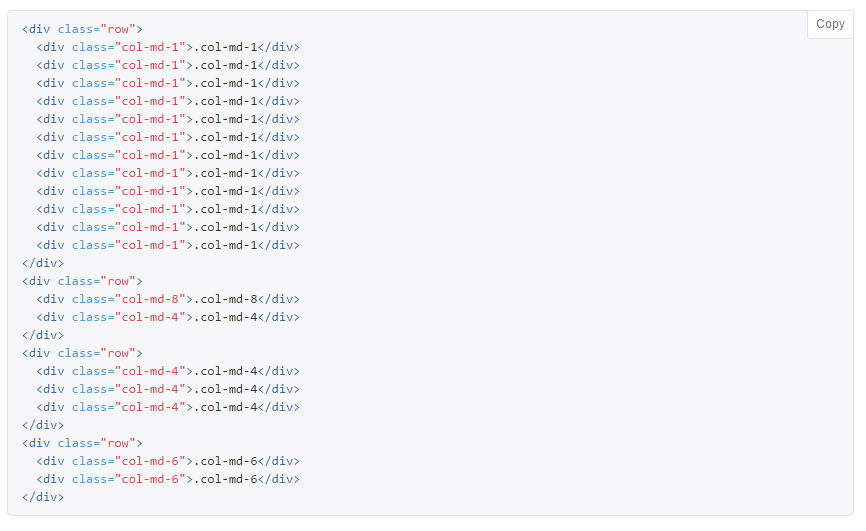 Copy
<div class="row">
  <div class="col-md-1">.col-md-1</div>
  <div class="col-md-1">.col-md-1</div>
  <div class="col-md-1">.col-md-1</div>
  <div class="col-md-1">.col-md-1</div>
  <div class="col-md-1">.col-md-1</div>
  <div class="col-md-1">.col-md-1</div>
  <div class="col-md-1">.col-md-1</div>
  <div class="col-md-1">.col-md-1</div>
  <div class="col-md-1">.col-md-1</div>
  <div class="col-md-1">.col-md-1</div>
  <div class="col-md-1">.col-md-1</div>
  <div class="col-md-1">.col-md-1</div>
</div>
<div class="row">
  <div class="col-md-8">.col-md-8</div>
  <div class="col-md-4">.col-md-4</div>
</div>
<div class="row">
  <div class="col-md-4">.col-md-4</div>
  <div class="col-md-4">.col-md-4</div>
  <div class="col-md-4">.col-md-4</div>
</div>
<div class="row">
  <div class="col-md-6">.col-md-6</div>
  <div class="col-md-6">.col-md-6</div>
</div>